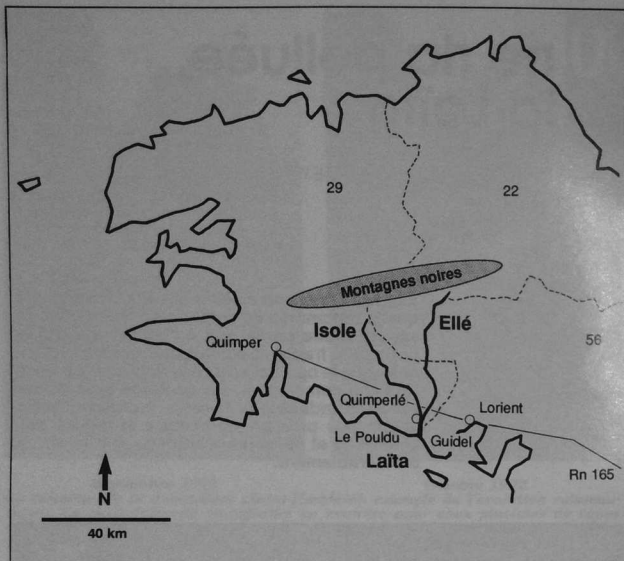 29
22
Montagnes noires
Isole
Ellé
56
Quimper
Quimperlé
Lorient
Le Pouldu
Guidel
Laïta
Rn 165
N
40 km